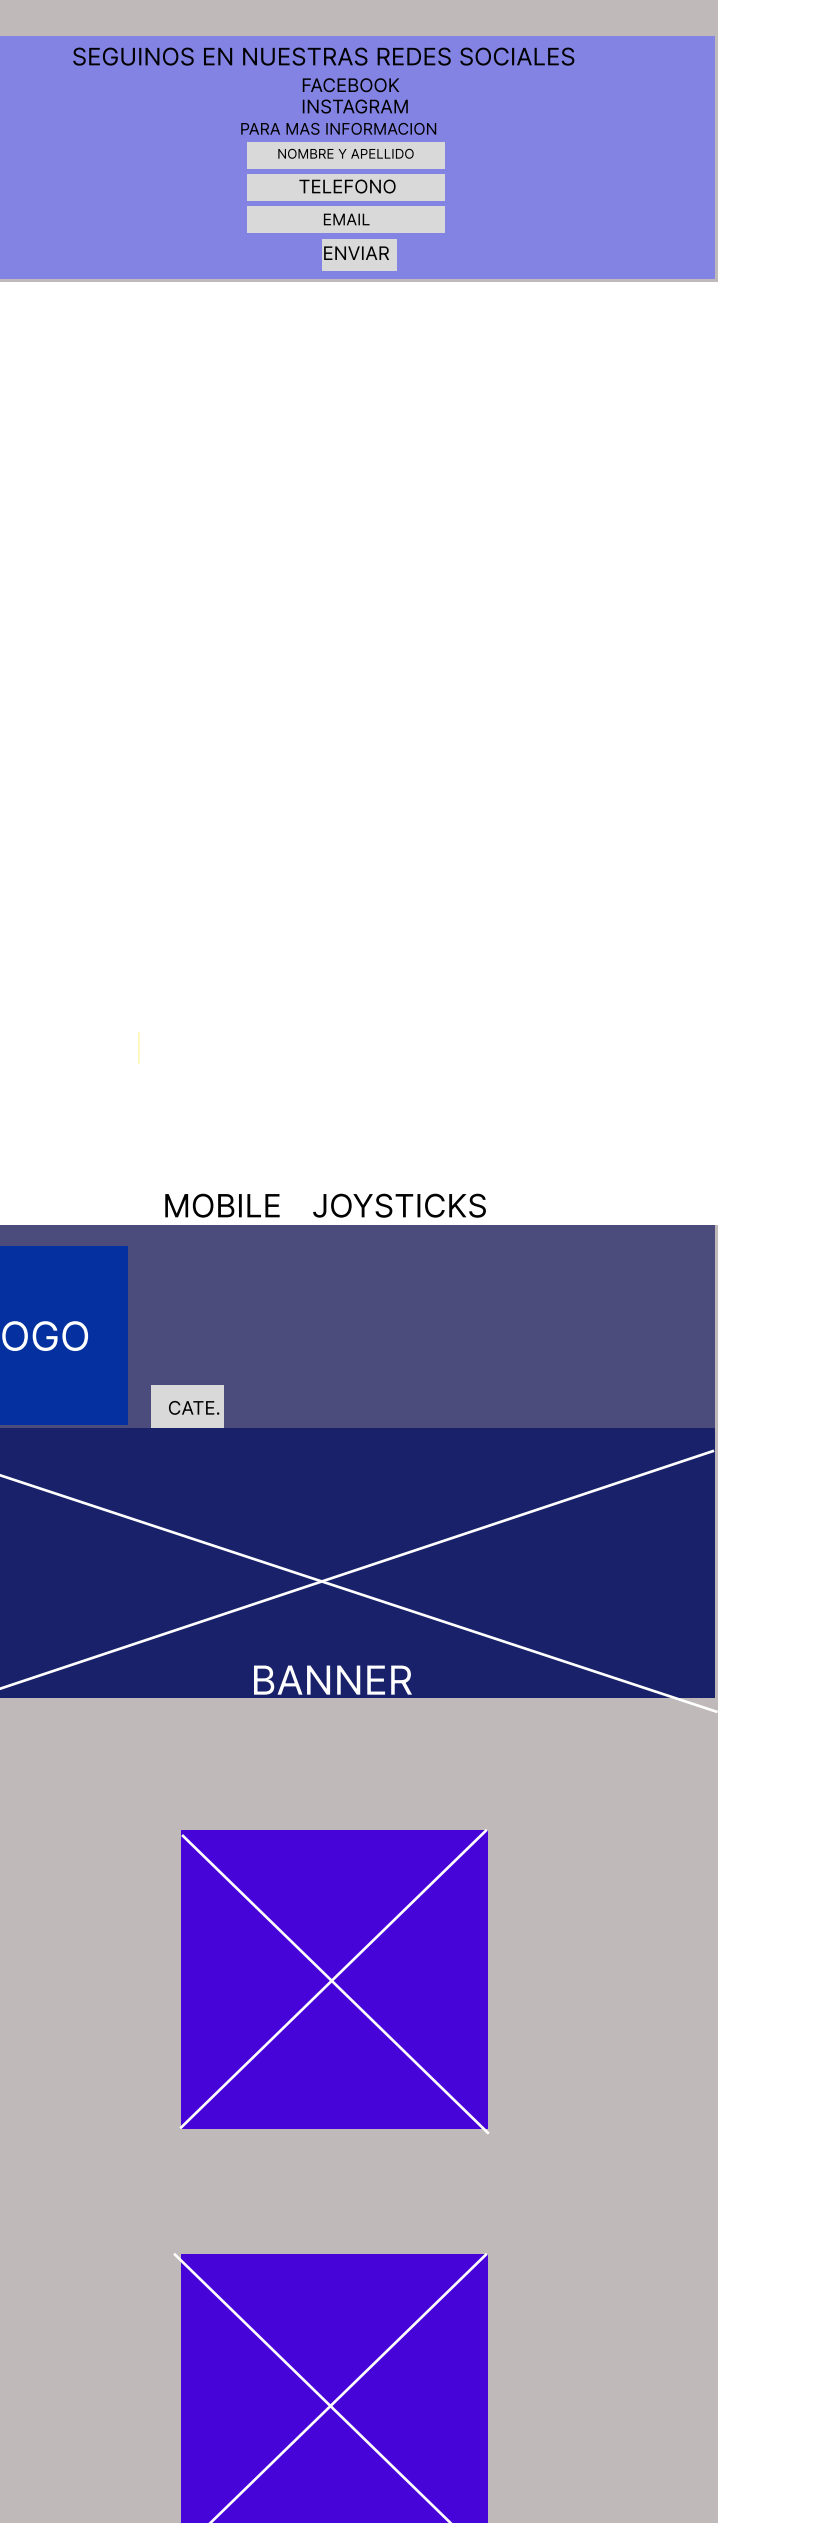 SEGUINOS EN NUESTRAS REDES SOCIALES
FACEBOOK
INSTAGRAM
PARA MAS INFORMACION
NOMBRE Y APELLIDO
TELEFONO
EMAIL
ENVIAR
MOBILE JOYSTICKS
OGO
CATE.
BANNER